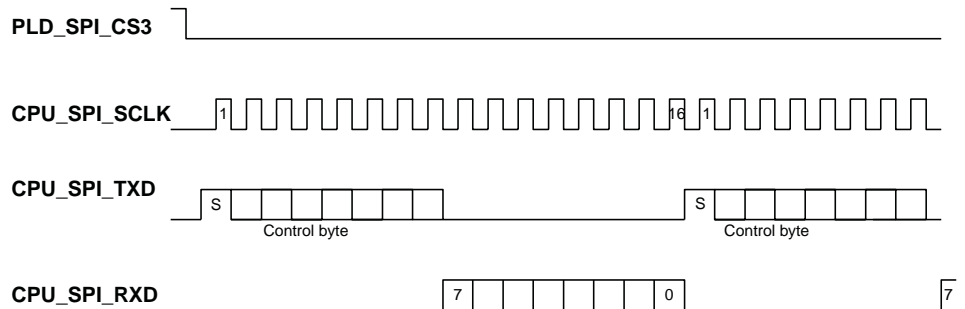 PLD_SPI_CS3
CPU_SPI_SCLK 1 16 1
CPU_SPI_TXD S S
Control byte Control byte
CPU_SPI_RXD 7 0 7